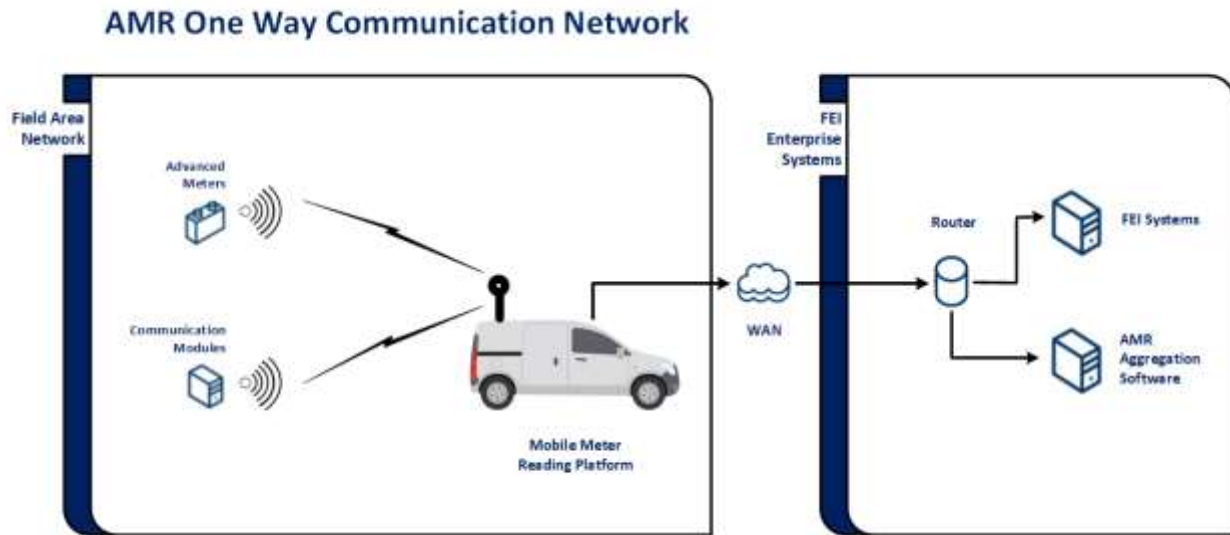 AMR One Way Communication Network
Field Area
Network
Advanced
Meters
Communication
Modules
Mobile Meter
Reading Platform
WAN
FEI
Enterprise
Systems
Router
FEI Systems
AMR
Aggregation
Software